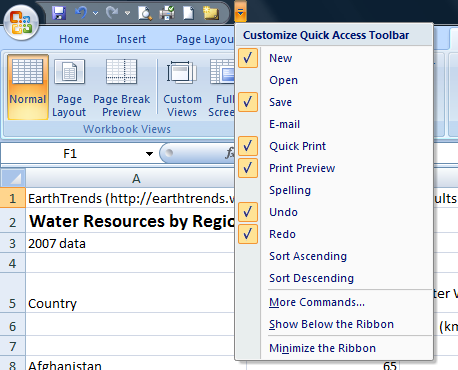 Customize Quick Access Toolbar
Home Insert Page Layou
New
Open
Save
E-mail
Quick Print
Print Preview
Spelling
Undo
Redo
Sort Ascending
Sort Descending
More Commands...
Show Below the Ribbon
Minimize the Ribbon
Normal
Page Layout
Page Break Preview
Custom Views
Full Scree
Workbook Views
F1
A
1 EarthTrends (http://earthtrends.w sults
2 Water Resources by Regio
3 2007 data
4
5 Country ter W
6 (km
7
8 Afghanistan 65